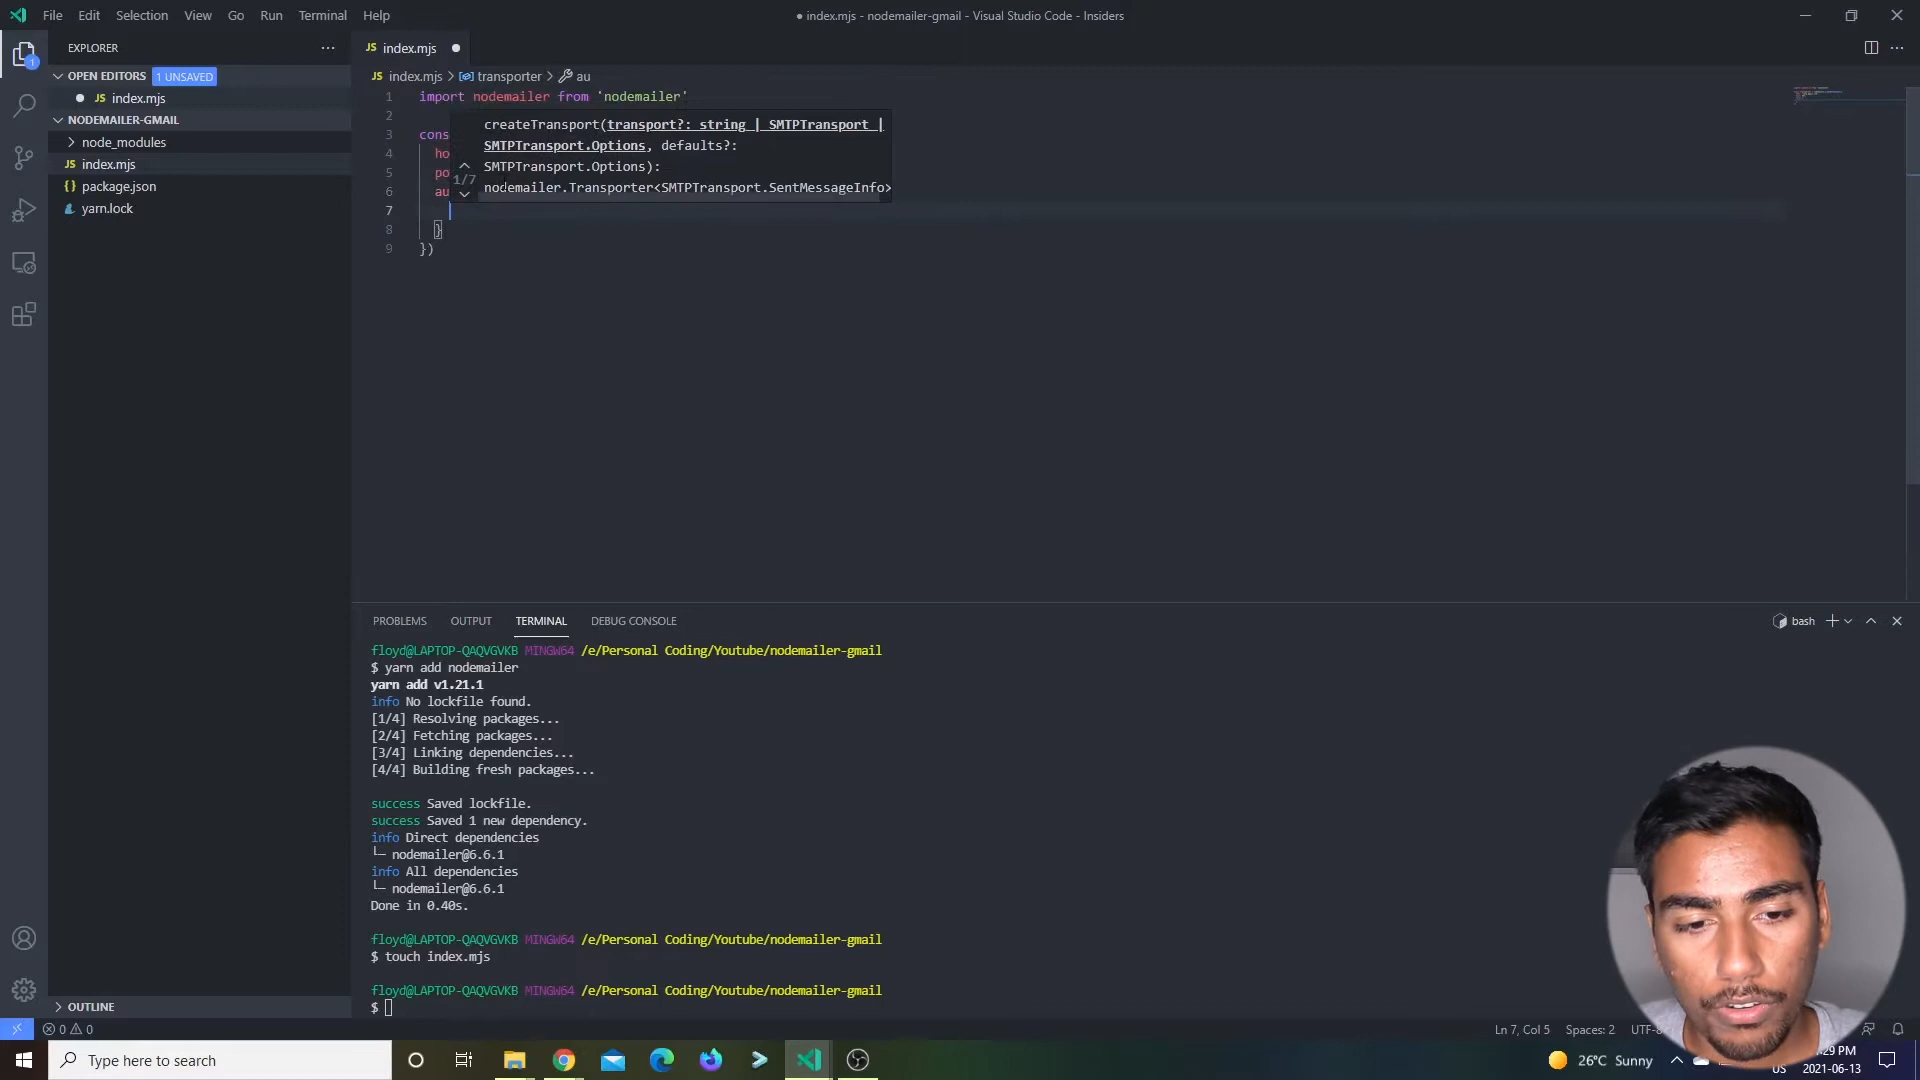 File Edit Selection View Go Run Terminal Help
● index.mjs - nodemailer-gmail - Visual Studio Code - Insiders
EXPLORER
OPEN EDITORS 1 UNSAVED
JS index.mjs
NODEMAILER-GMAIL
node_modules
JS index.mjs
{} package.json
yarn.lock
OUTLINE
1
JS index.mjs
JS index.mjs > transporter > au
1 import nodemailer from 'nodemailer'
2
3 cons
4 ho
5 po
6 au
7
8 }
9 })
createTransport(transport?: string | SMTPTransport |
SMTPTransport.Options, defaults?:
SMTPTransport.Options):
nodemailer.Transporter<SMTPTransport.SentMessageInfo>
1/7
PROBLEMS OUTPUT TERMINAL DEBUG CONSOLE
bash
floyd@LAPTOP-QAQVGVKB MINGW64 /e/Personal Coding/Youtube/nodemailer-gmail
$ yarn add nodemailer
yarn add v1.21.1
info No lockfile found.
[1/4] Resolving packages...
[2/4] Fetching packages...
[3/4] Linking dependencies...
[4/4] Building fresh packages...
success Saved lockfile.
success Saved 1 new dependency.
info Direct dependencies
└─ nodemailer@6.6.1
info All dependencies
└─ nodemailer@6.6.1
Done in 0.40s.
floyd@LAPTOP-QAQVGVKB MINGW64 /e/Personal Coding/Youtube/nodemailer-gmail
$ touch index.mjs
floyd@LAPTOP-QAQVGVKB MINGW64 /e/Personal Coding/Youtube/nodemailer-gmail
$
0 0
Ln 7, Col 5 Spaces: 2 UTF-8
Type here to search
26°C Sunny
:29 PM
US 2021-06-13